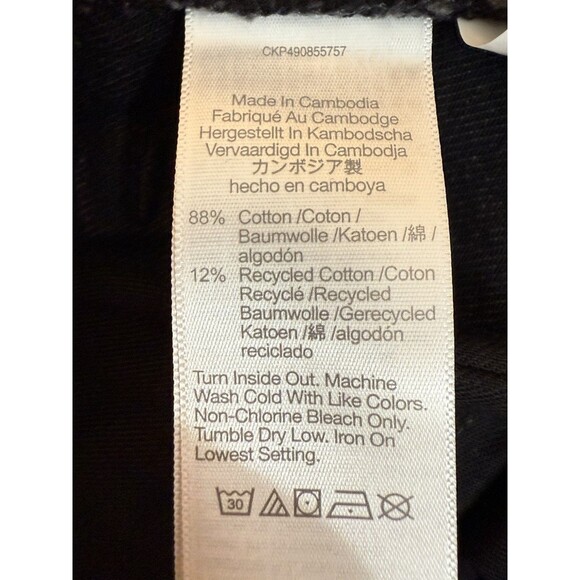 CKP490855757
Made In Cambodia
Fabriqué Au Cambodge
Hergestellt In Kambodscha
Vervaardigd In Cambodja
カンボジア製
hecho en camboya
88% Cotton /Coton /
Baumwolle /Katoen /綿 /
algodón
12% Recycled Cotton /Coton
Recyclé /Recycled
Baumwolle /Gerecycled
Katoen /綿 /algodón
reciclado
Turn Inside Out. Machine
Wash Cold With Like Colors.
Non-Chlorine Bleach Only.
Tumble Dry Low. Iron On
Lowest Setting.
30